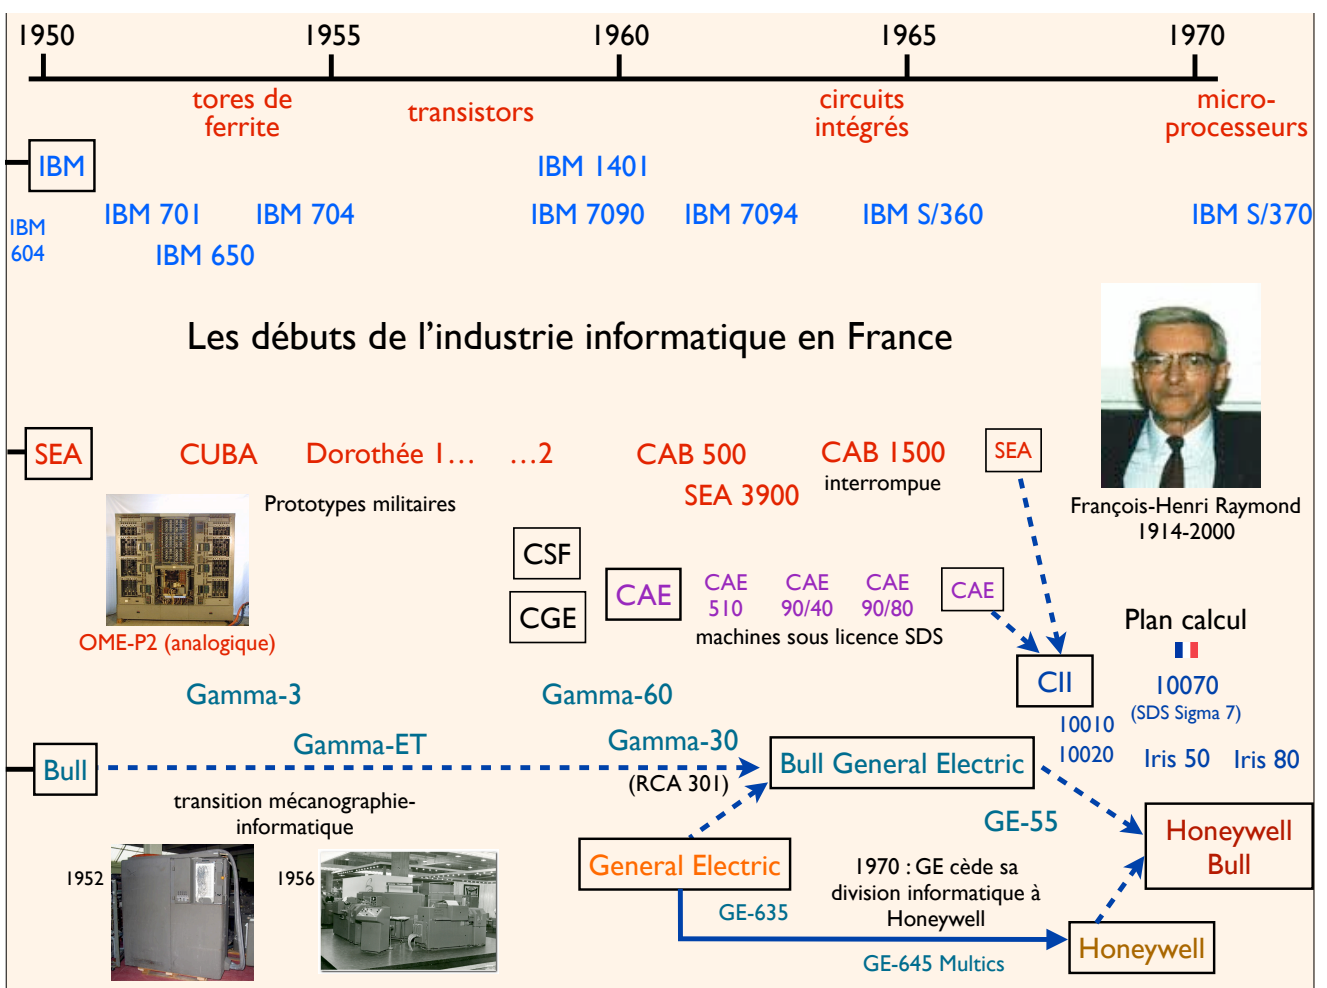 1950 1955 1960 1965 1970
tores de
ferrite
transistors
circuits
intégrés
micro-
processeurs
IBM
IBM 1401
IBM
604
IBM 701 IBM 704 IBM 7090 IBM 7094 IBM S/360 IBM S/370
IBM 650
Les débuts de l'industrie informatique en France
SEA CUBA Dorothée 1… …2 CAB 500 CAB 1500 SEA
interrompue
Prototypes militaires
SEA 3900
François-Henri Raymond
1914-2000
OME-P2 (analogique)
CSF
CGE
CAE
CAE
510
CAE
90/40
CAE
90/80
CAE
machines sous licence SDS
Plan calcul
CII
10070
(SDS Sigma 7)
10010
10020
Iris 50 Iris 80
Gamma-3 Gamma-60
Gamma-ET Gamma-30
(RCA 301)
Bull
Bull General Electric
transition mécanographie-
informatique
1952
1956
GE-55
Honeywell
Bull
General Electric
GE-635
1970 : GE cède sa
division informatique à
Honeywell
Honeywell
GE-645 Multics